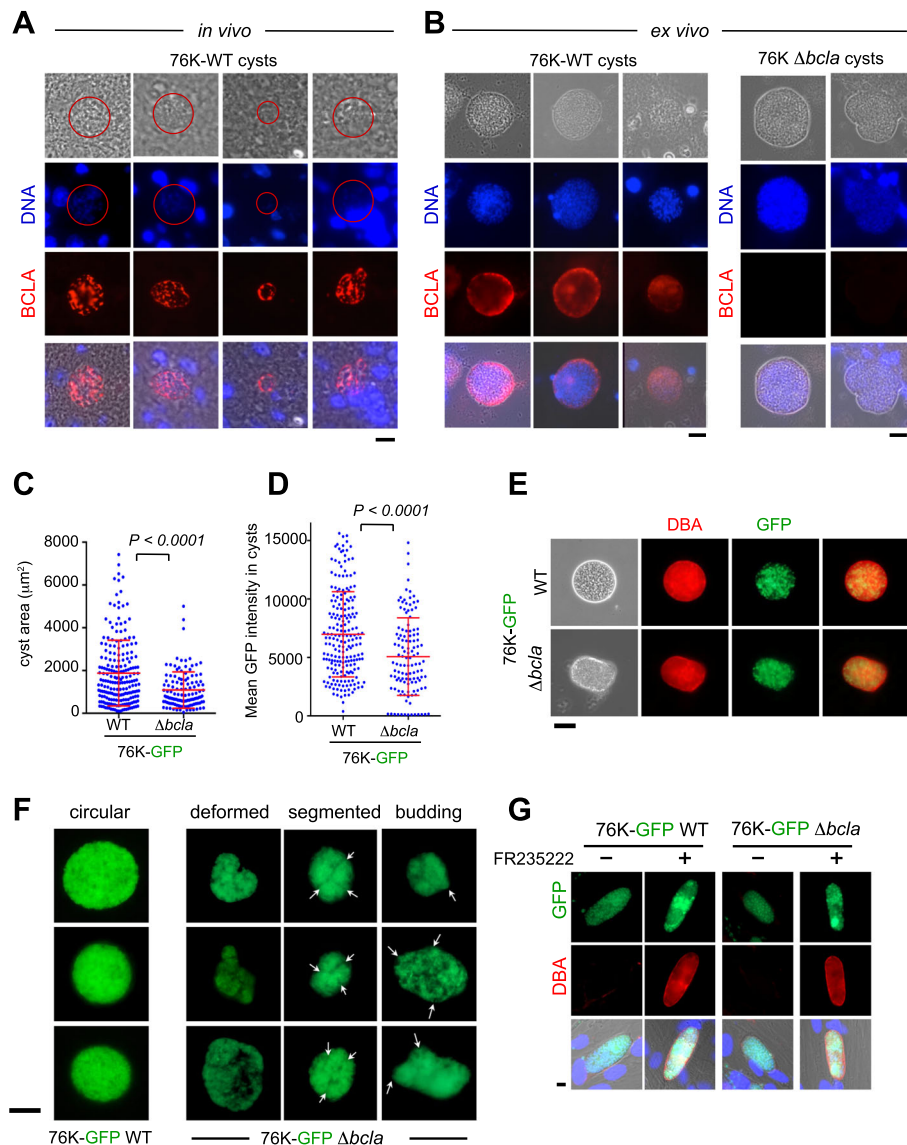 A
in vivo
76K-WT cysts
DNA
BCLA
B
ex vivo
76K-WT cysts
76K Δbcla cysts
DNA
BCLA
BCLA
C
P < 0.0001
cyst area (μm²)
8000
6000
4000
2000
0
WT
Δbcla
76K-GFP
D
P < 0.0001
Mean GFP intensity in cysts
15000
10000
5000
0
WT
Δbcla
76K-GFP
E
DBA
GFP
76K-GFP
WT
Δbcla
F
circular
deformed
segmented
budding
76K-GFP WT
76K-GFP Δbcla
G
76K-GFP WT
76K-GFP Δbcla
FR235222
− + − +
GFP
DBA